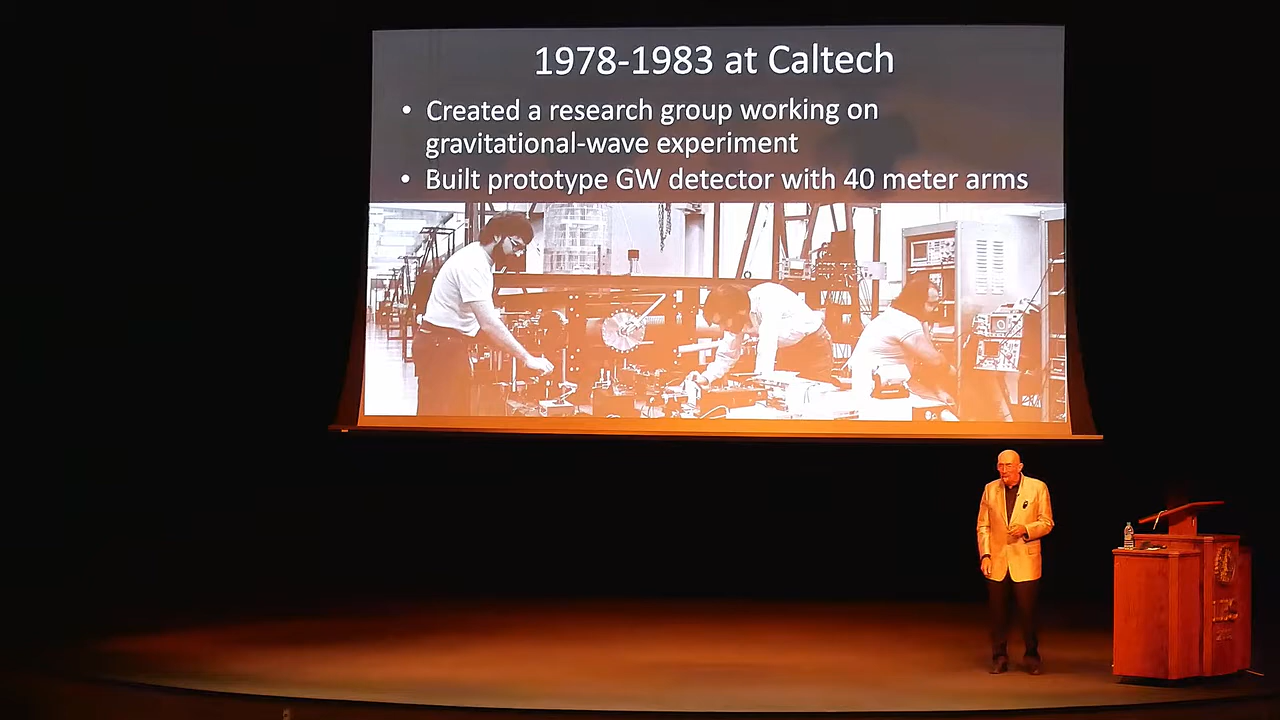 1978-1983 at Caltech
• Created a research group working on
gravitational-wave experiment
• Built prototype GW detector with 40 meter arms